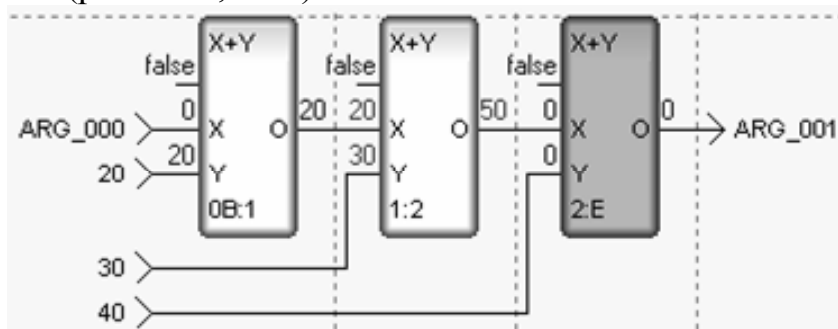 X+Y X+Y X+Y
false false false
0 20 20 50 0 0
ARG_000 X O X O X O ARG_001
20 30 0
20 Y Y Y
0B:1 1:2 2:E
30
40